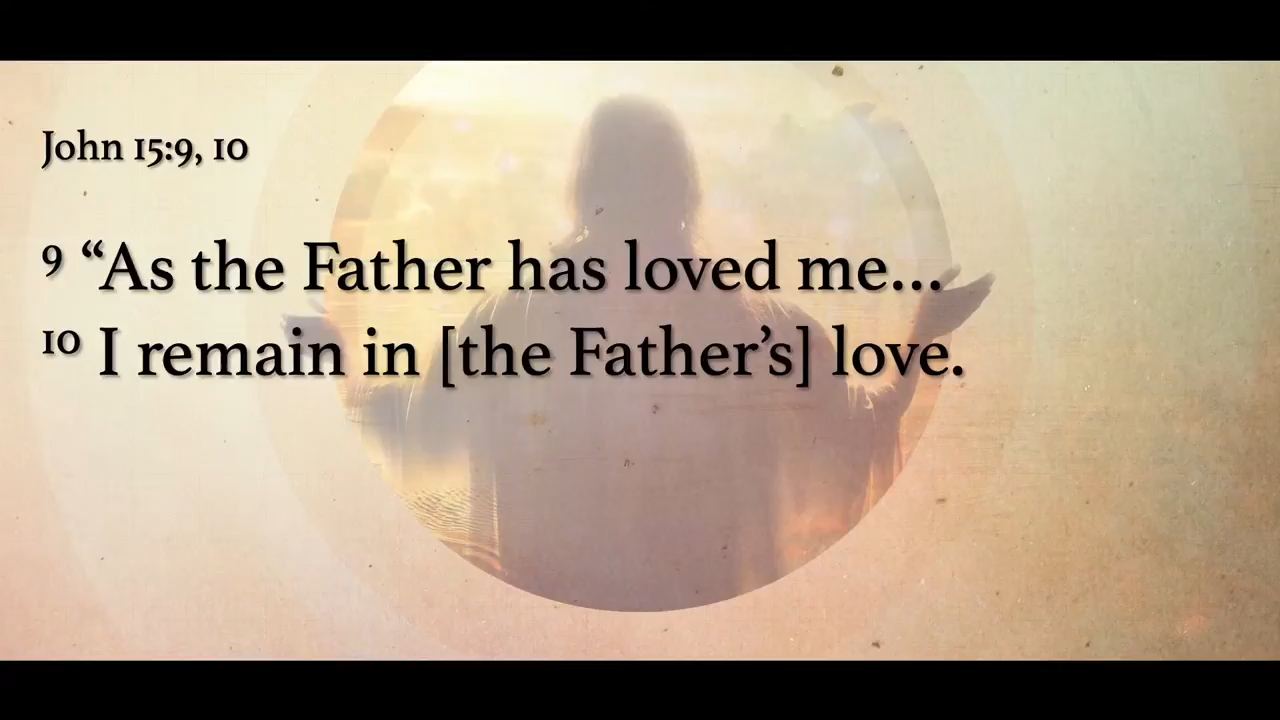 John 15:9, 10
9 “As the Father has loved me...
10 I remain in [the Father’s] love.